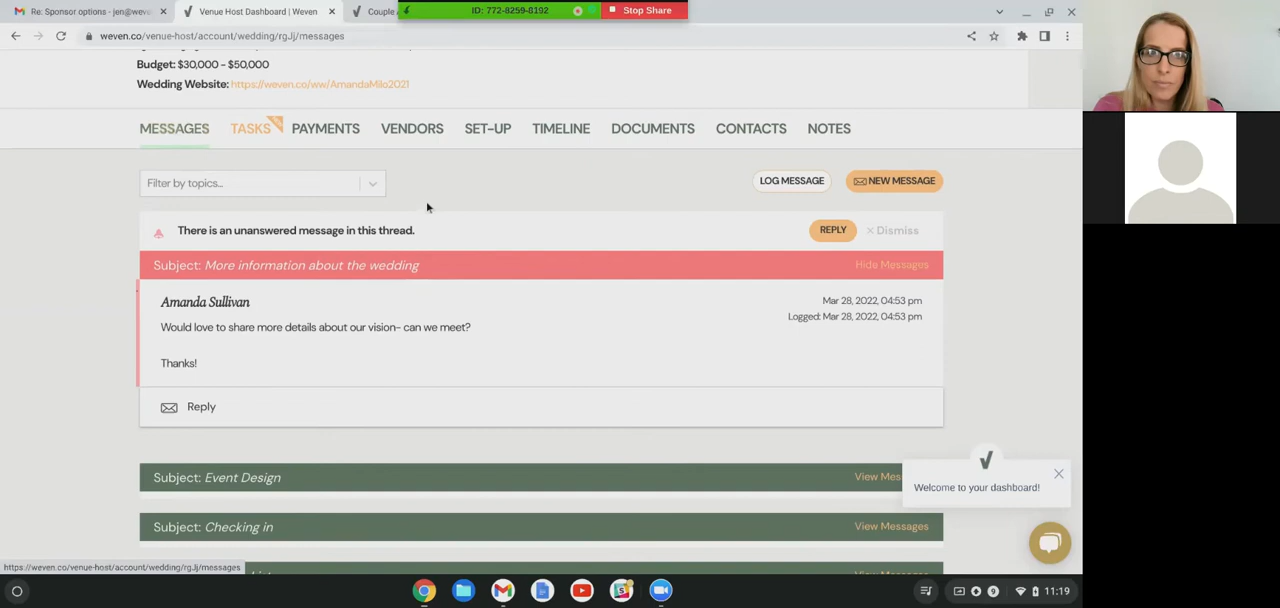 Re: Sponsor options - jen@weve
Venue Host Dashboard | Weven
Couple
ID: 772-8259-8192
Stop Share
weven.co/venue-host/account/wedding/rgJj/messages
Budget: $30,000 - $50,000
Wedding Website: https://weven.co/ww/AmandaMilo2021
MESSAGES TASKS PAYMENTS VENDORS SET-UP TIMELINE DOCUMENTS CONTACTS NOTES
Filter by topics...
LOG MESSAGE
NEW MESSAGE
There is an unanswered message in this thread.
REPLY
× Dismiss
Subject: More information about the wedding
Hide Messages
Amanda Sullivan
Mar 28, 2022, 04:53 pm
Logged: Mar 28, 2022, 04:53 pm
Would love to share more details about our vision- can we meet?
Thanks!
Reply
Subject: Event Design
View Mes
Welcome to your dashboard!
Subject: Checking in
View Messages
https://weven.co/venue-host/account/wedding/rgJj/messages
11:19